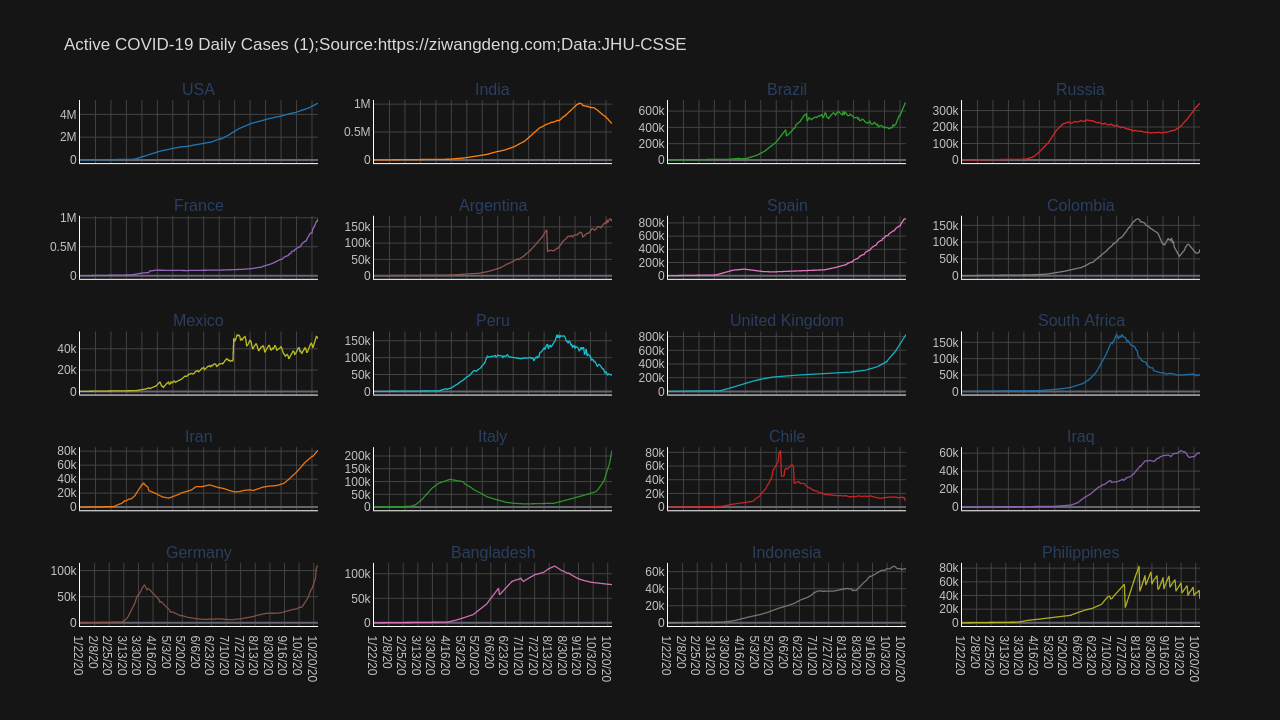 Active COVID-19 Daily Cases (1);Source:https://ziwangdeng.com;Data:JHU-CSSE
USA
India
Brazil
Russia
4M
2M
0
1M
0.5M
0
600k
400k
200k
0
300k
200k
100k
0
France
Argentina
Spain
Colombia
1M
0.5M
0
150k
100k
50k
0
800k
600k
400k
200k
0
150k
100k
50k
0
Mexico
Peru
United Kingdom
South Africa
40k
20k
0
150k
100k
50k
0
800k
600k
400k
200k
0
150k
100k
50k
0
Iran
Italy
Chile
Iraq
80k
60k
40k
20k
0
200k
150k
100k
50k
0
80k
60k
40k
20k
0
60k
40k
20k
0
Germany
Bangladesh
Indonesia
Philippines
100k
50k
0
100k
50k
0
60k
40k
20k
0
80k
60k
40k
20k
0
1/22/20
2/8/20
2/25/20
3/13/20
3/30/20
4/16/20
5/3/20
5/20/20
6/6/20
6/23/20
7/10/20
7/27/20
8/13/20
8/30/20
9/16/20
10/3/20
10/20/20